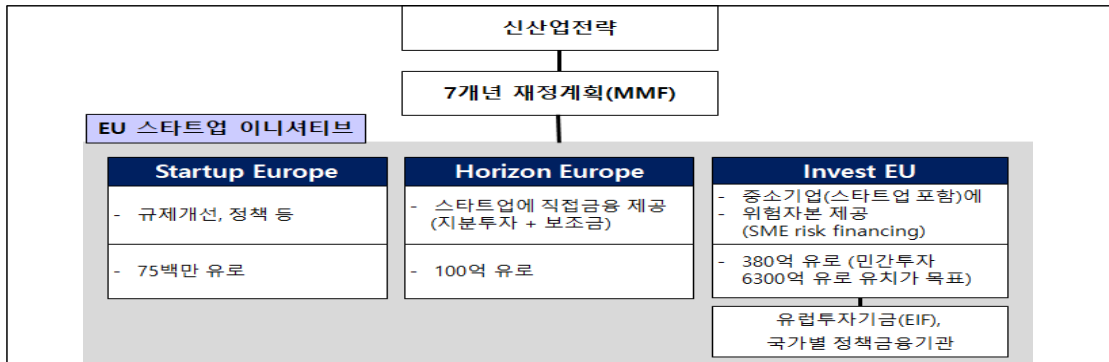 신산업전략
7개년 재정계획(MMF)
EU 스타트업 이니셔티브
Startup Europe
- 규제개선, 정책 등
- 75백만 유로
Horizon Europe
- 스타트업에 직접금융 제공
(지분투자 + 보조금)
- 100억 유로
Invest EU
- 중소기업(스타트업 포함)에
- 위험자본 제공
(SME risk financing)
- 380억 유로 (민간투자
6300억 유로 유치가 목표)
유럽투자기금(EIF),
국가별 정책금융기관